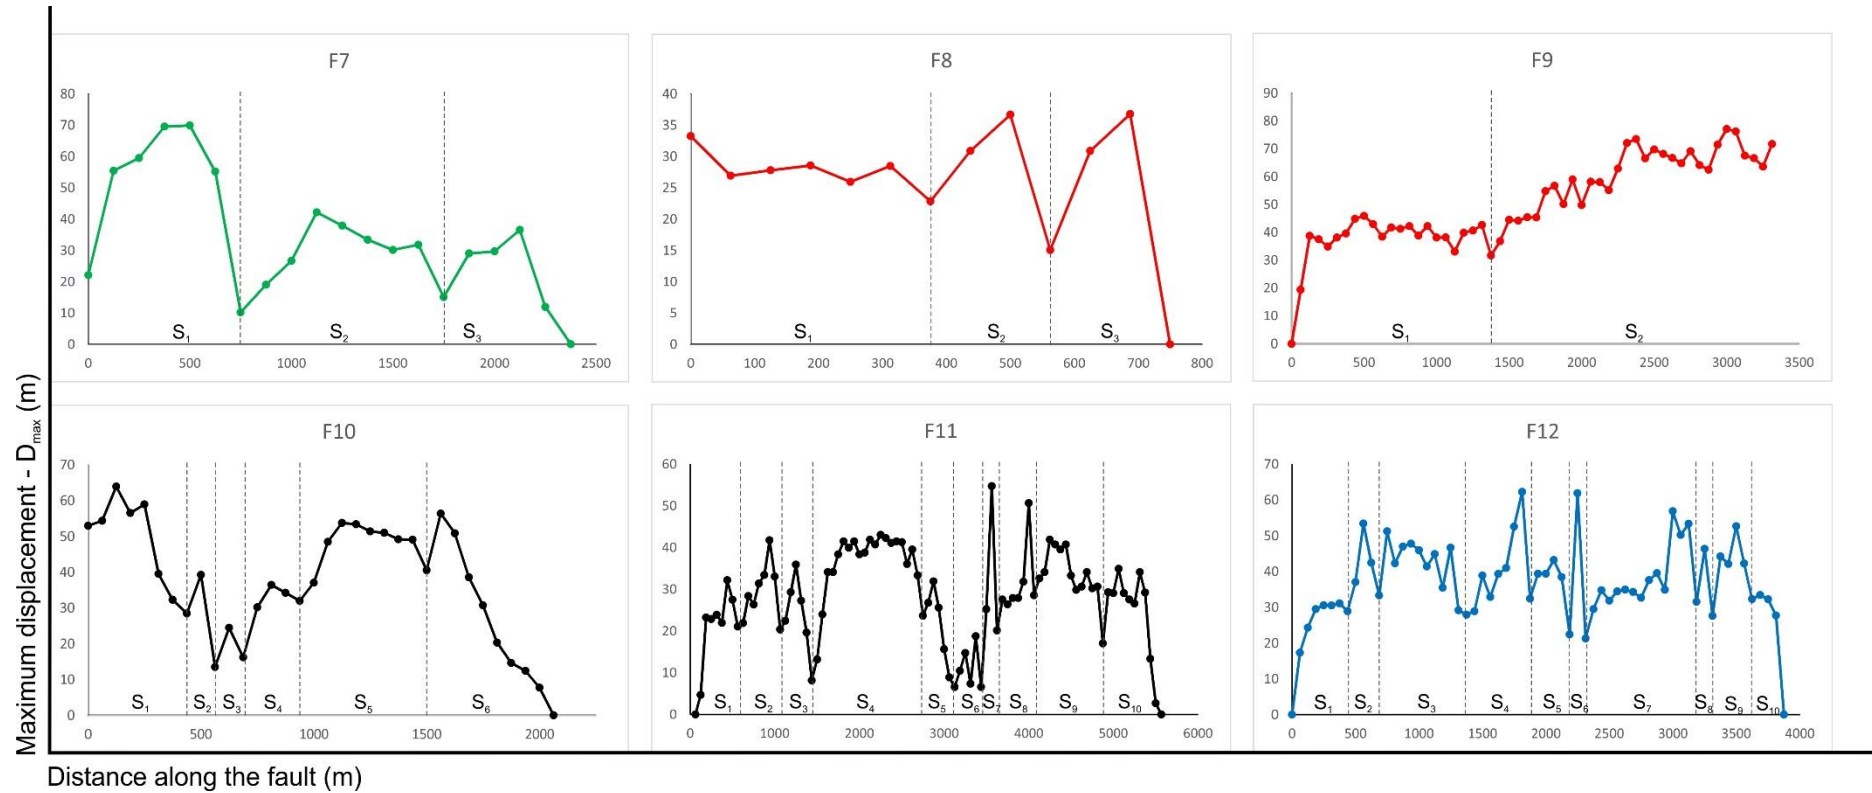 F7
80
70
60
50
40
30
20
10
0
S1 S2 S3
0 500 1000 1500 2000 2500
F8
40
35
30
25
20
15
10
5
0
S1 S2 S3
0 100 200 300 400 500 600 700 800
F9
90
80
70
60
50
40
30
20
10
0
S1 S2
0 500 1000 1500 2000 2500 3000 3500
F10
70
60
50
40
30
20
10
0
S1 S2 S3 S4 S5 S6
0 500 1000 1500 2000
F11
60
50
40
30
20
10
0
S1 S2 S3 S4 S5 S6 S7 S8 S9 S10
0 1000 2000 3000 4000 5000 6000
F12
70
60
50
40
30
20
10
0
S1 S2 S3 S4 S5 S6 S7 S8 S9 S10
0 500 1000 1500 2000 2500 3000 3500 4000
Maximum displacement - Dmax (m)
Distance along the fault (m)